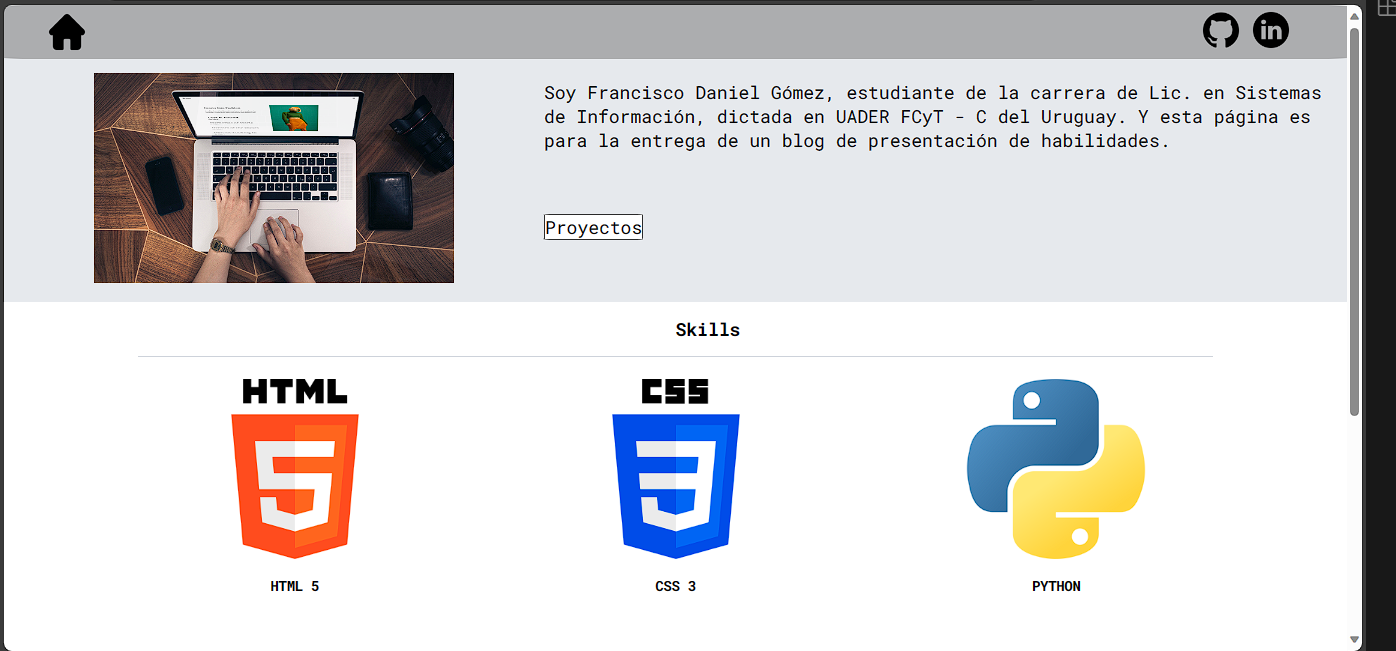 in
Soy Francisco Daniel Gómez, estudiante de la carrera de Lic. en Sistemas
de Información, dictada en UADER FCyT - C del Uruguay. Y esta página es
para la entrega de un blog de presentación de habilidades.
Proyectos
Skills
HTML
CSS
5
3
HTML 5
CSS 3
PYTHON